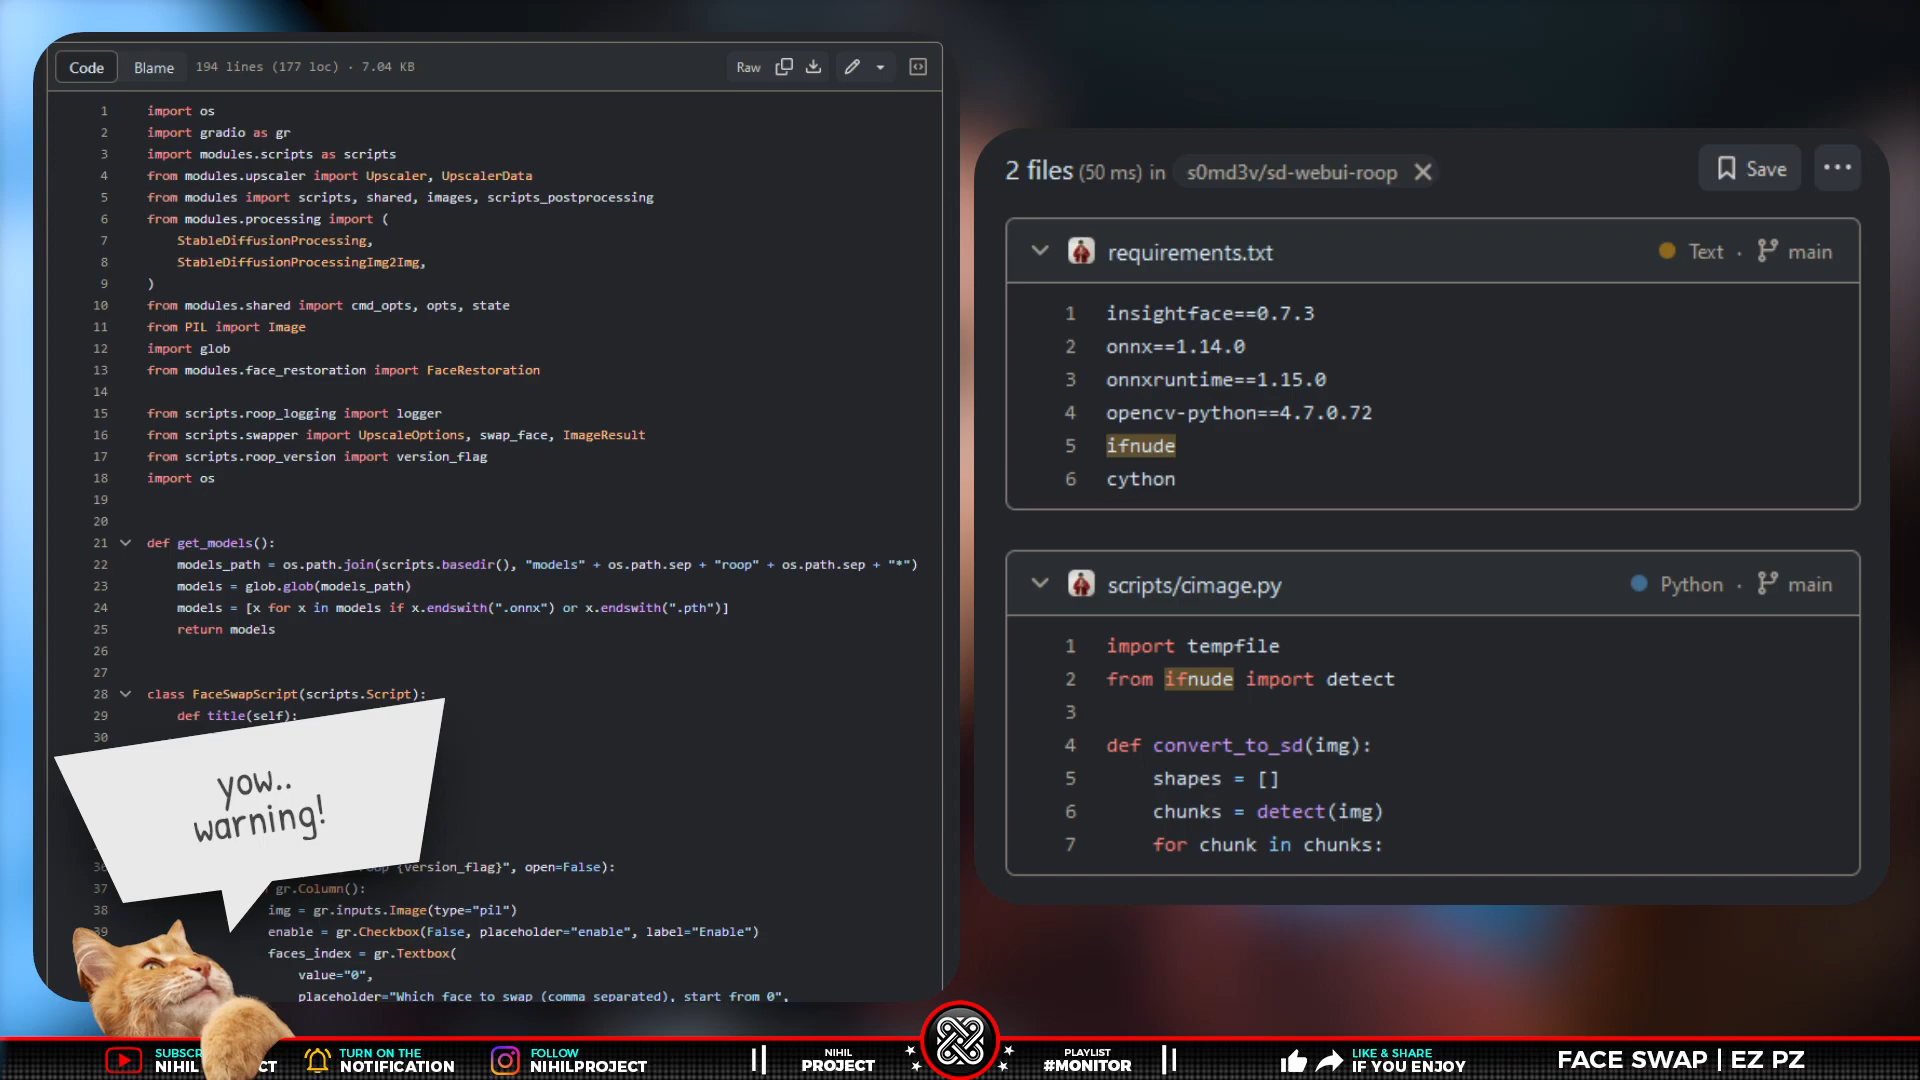 Code Blame 194 lines (177 loc) · 7.04 KB Raw
1 import os
2 import gradio as gr
3 import modules.scripts as scripts
4 from modules.upscaler import Upscaler, UpscalerData
5 from modules import scripts, shared, images, scripts_postprocessing
6 from modules.processing import (
7 StableDiffusionProcessing,
8 StableDiffusionProcessingImg2Img,
9 )
10 from modules.shared import cmd_opts, opts, state
11 from PIL import Image
12 import glob
13 from modules.face_restoration import FaceRestoration
14
15 from scripts.roop_logging import logger
16 from scripts.swapper import UpscaleOptions, swap_face, ImageResult
17 from scripts.roop_version import version_flag
18 import os
19
20
21 def get_models():
22 models_path = os.path.join(scripts.basedir(), "models" + os.path.sep + "roop" + os.path.sep + "*")
23 models = glob.glob(models_path)
24 models = [x for x in models if x.endswith(".onnx") or x.endswith(".pth")]
25 return models
26
27
28 class FaceSwapScript(scripts.Script):
29 def title(self):
30
yow..
warning!
36 {version_flag}", open=False):
37 gr.Column():
38 img = gr.inputs.Image(type="pil")
39 enable = gr.Checkbox(False, placeholder="enable", label="Enable")
faces_index = gr.Textbox(
value="0",
placeholder="Which face to swap (comma separated), start from 0",
2 files (50 ms) in s0md3v/sd-webui-roop Save
requirements.txt Text · main
1 insightface==0.7.3
2 onnx==1.14.0
3 onnxruntime==1.15.0
4 opencv-python==4.7.0.72
5 ifnude
6 cython
scripts/cimage.py Python · main
1 import tempfile
2 from ifnude import detect
3
4 def convert_to_sd(img):
5 shapes = []
6 chunks = detect(img)
7 for chunk in chunks:
SUBSCR
NIHIL CT
TURN ON THE
NOTIFICATION
FOLLOW
NIHILPROJECT
NIHIL
PROJECT
PLAYLIST
#MONITOR
LIKE & SHARE
IF YOU ENJOY
FACE SWAP | EZ PZ